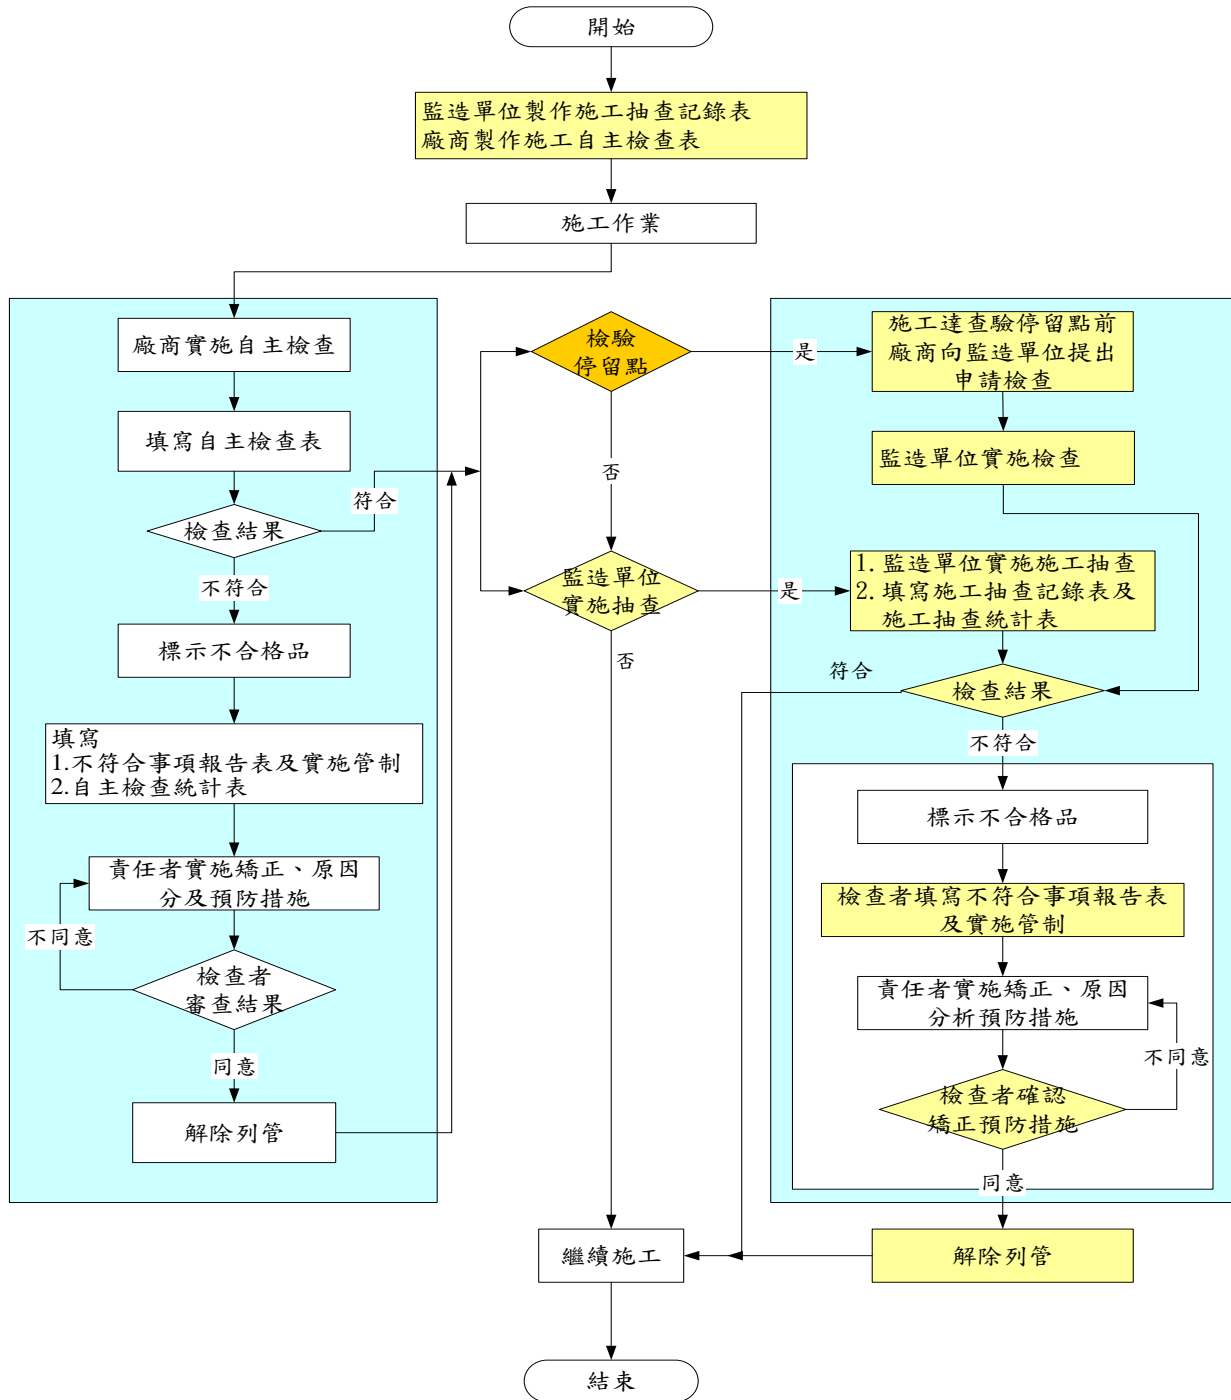 開始
監造單位製作施工抽查記錄表
廠商製作施工自主檢查表
施工作業
廠商實施自主檢查
填寫自主檢查表
檢查結果
符合
不符合
標示不合格品
填寫
1.不符合事項報告表及實施管制
2.自主檢查統計表
責任者實施矯正、原因
分及預防措施
不同意
檢查者
審查結果
同意
解除列管
檢驗
停留點
是
否
監造單位
實施抽查
是
否
施工達查驗停留點前
廠商向監造單位提出
申請檢查
監造單位實施檢查
1. 監造單位實施施工抽查
2. 填寫施工抽查記錄表及
施工抽查統計表
符合
檢查結果
不符合
標示不合格品
檢查者填寫不符合事項報告表
及實施管制
責任者實施矯正、原因
分析預防措施
不同意
檢查者確認
矯正預防措施
同意
解除列管
繼續施工
結束